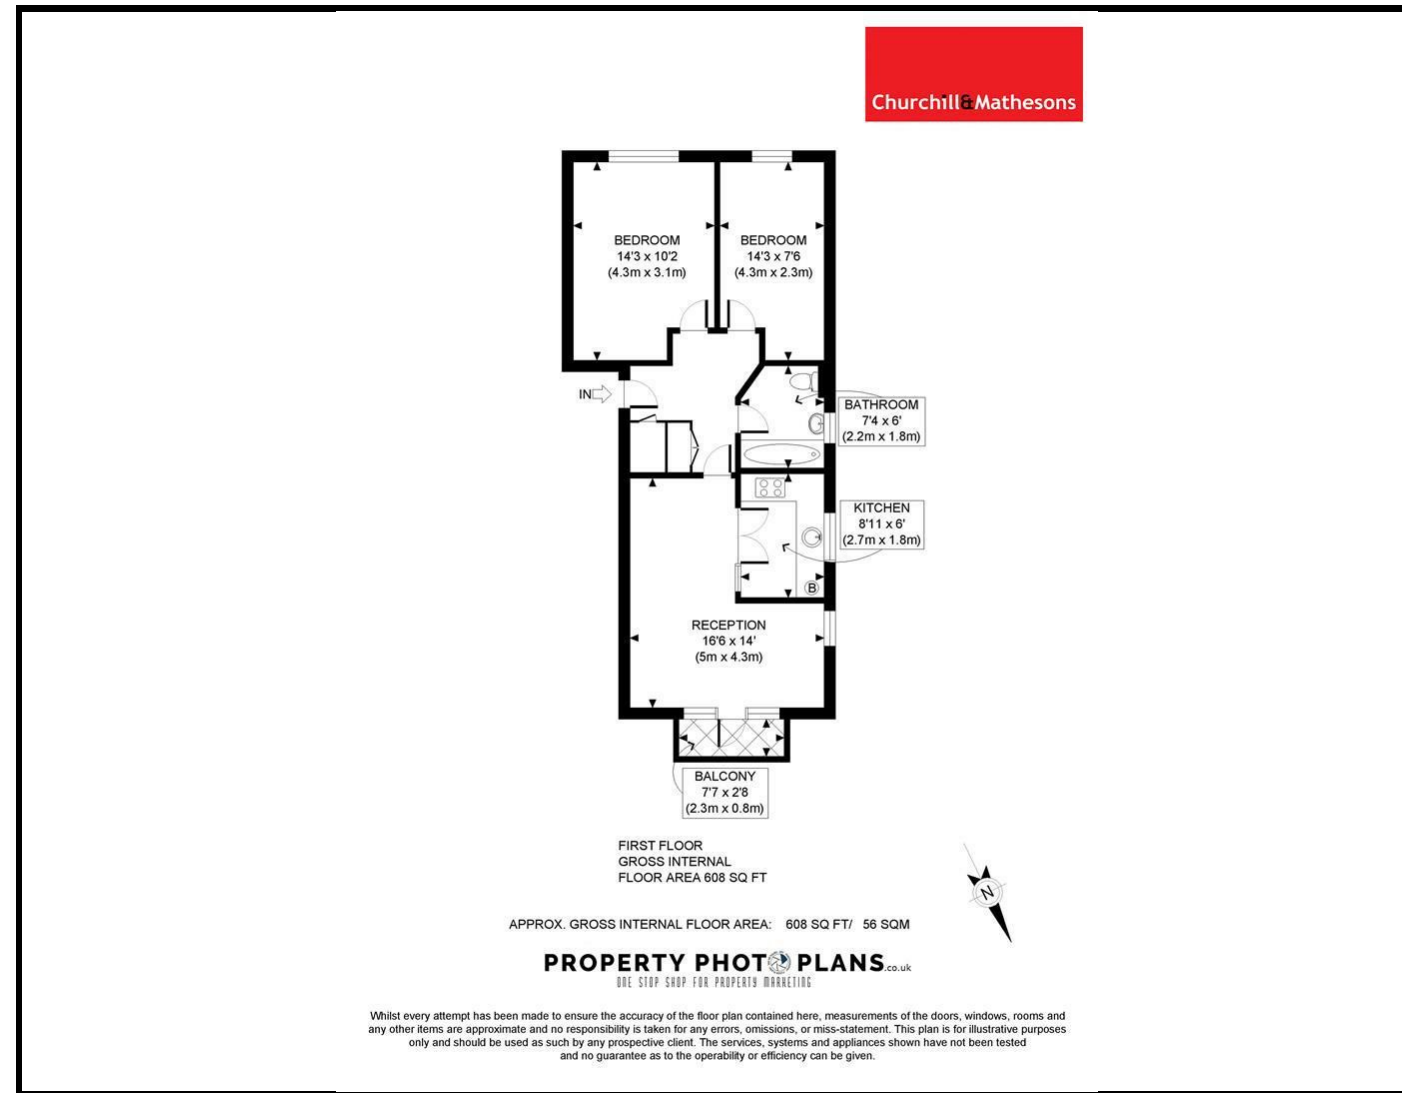 Churchill&Mathesons
BEDROOM
14'3 x 10'2
(4.3m x 3.1m)
BEDROOM
14'3 x 7'6
(4.3m x 2.3m)
IN
BATHROOM
7'4 x 6'
(2.2m x 1.8m)
KITCHEN
8'11 x 6'
(2.7m x 1.8m)
B
RECEPTION
16'6 x 14'
(5m x 4.3m)
BALCONY
7'7 x 2'8
(2.3m x 0.8m)
FIRST FLOOR
GROSS INTERNAL
FLOOR AREA 608 SQ FT
N
APPROX. GROSS INTERNAL FLOOR AREA: 608 SQ FT/ 56 SQM
PROPERTY PHOTO PLANS.co.uk
ONE STOP SHOP FOR PROPERTY MARKETING
Whilst every attempt has been made to ensure the accuracy of the floor plan contained here, measurements of the doors, windows, rooms and
any other items are approximate and no responsibility is taken for any errors, omissions, or miss-statement. This plan is for illustrative purposes
only and should be used as such by any prospective client. The services, systems and appliances shown have not been tested
and no guarantee as to the operability or efficiency can be given.